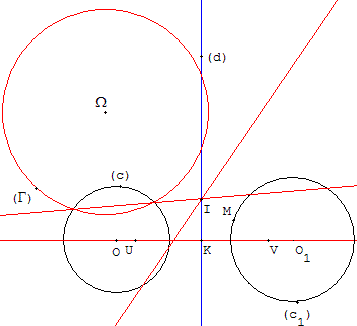 (d)
Ω
(c)
(Γ)
I M
O U K V O₁
(c₁)